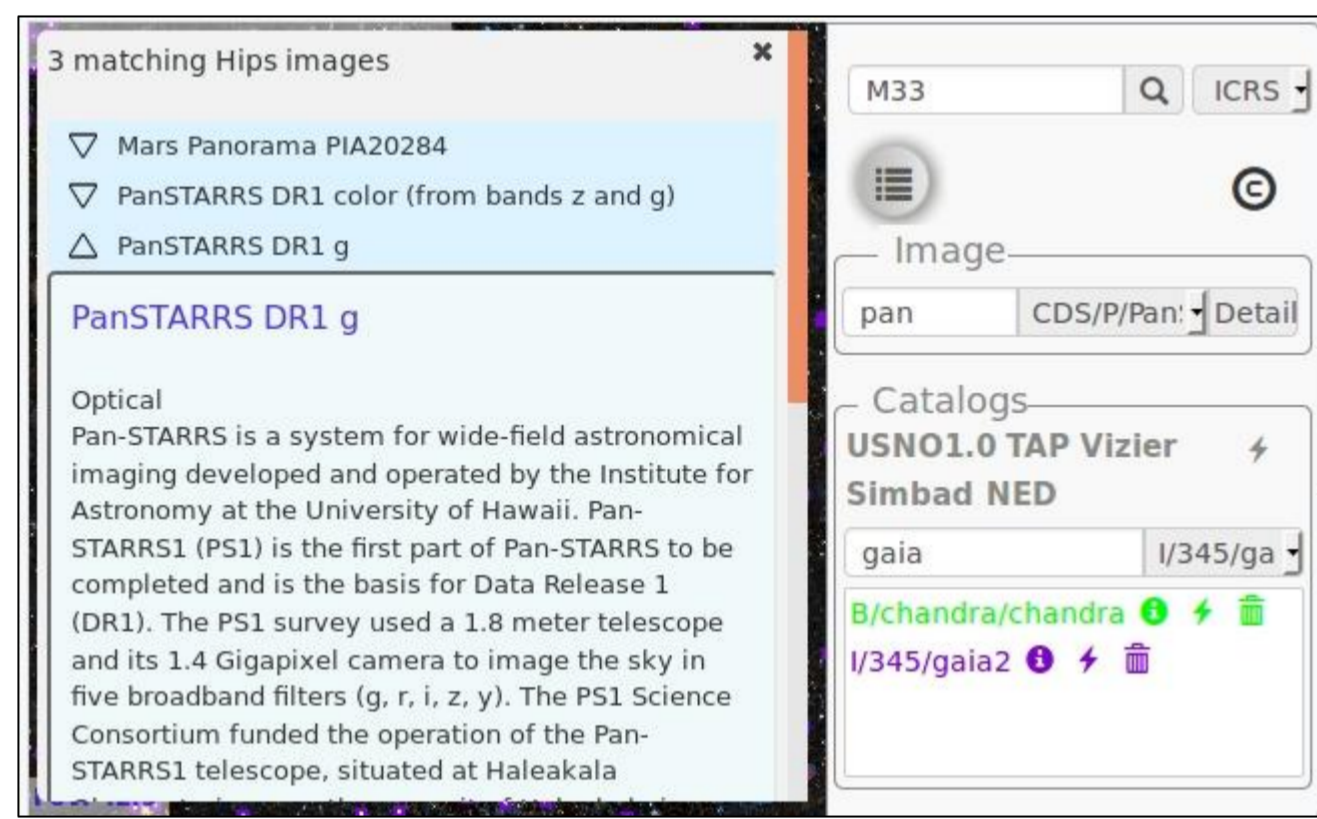 3 matching Hips images
Mars Panorama PIA20284
PanSTARRS DR1 color (from bands z and g)
PanSTARRS DR1 g
PanSTARRS DR1 g
Optical
Pan-STARRS is a system for wide-field astronomical
imaging developed and operated by the Institute for
Astronomy at the University of Hawaii. Pan-
STARRS1 (PS1) is the first part of Pan-STARRS to be
completed and is the basis for Data Release 1
(DR1). The PS1 survey used a 1.8 meter telescope
and its 1.4 Gigapixel camera to image the sky in
five broadband filters (g, r, i, z, y). The PS1 Science
Consortium funded the operation of the Pan-
STARRS1 telescope, situated at Haleakala
M33
ICRS
©
Image
pan
CDS/P/Pan
Detail
Catalogs
USNO1.0 TAP Vizier
Simbad NED
gaia
I/345/ga
B/chandra/chandra
I/345/gaia2